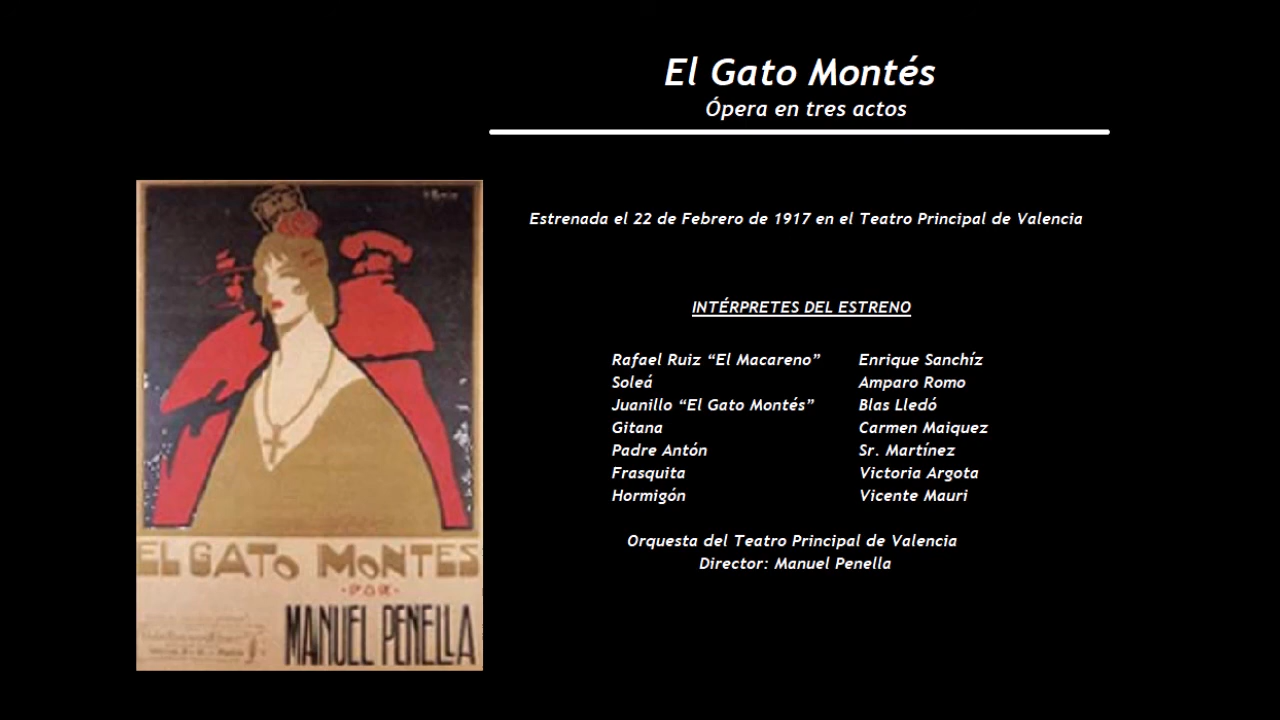 El Gato Montés
Ópera en tres actos
Estrenada el 22 de Febrero de 1917 en el Teatro Principal de Valencia
INTÉRPRETES DEL ESTRENO
Rafael Ruiz “El Macareno” Enrique Sanchíz
Soleá Amparo Romo
Juanillo “El Gato Montés” Blas Lledó
Gitana Carmen Maiquez
Padre Antón Sr. Martínez
Frasquita Victoria Argota
Hormigón Vicente Mauri
Orquesta del Teatro Principal de Valencia
Director: Manuel Penella
EL GATO MONTES
-POR-
MANUEL PENELLA